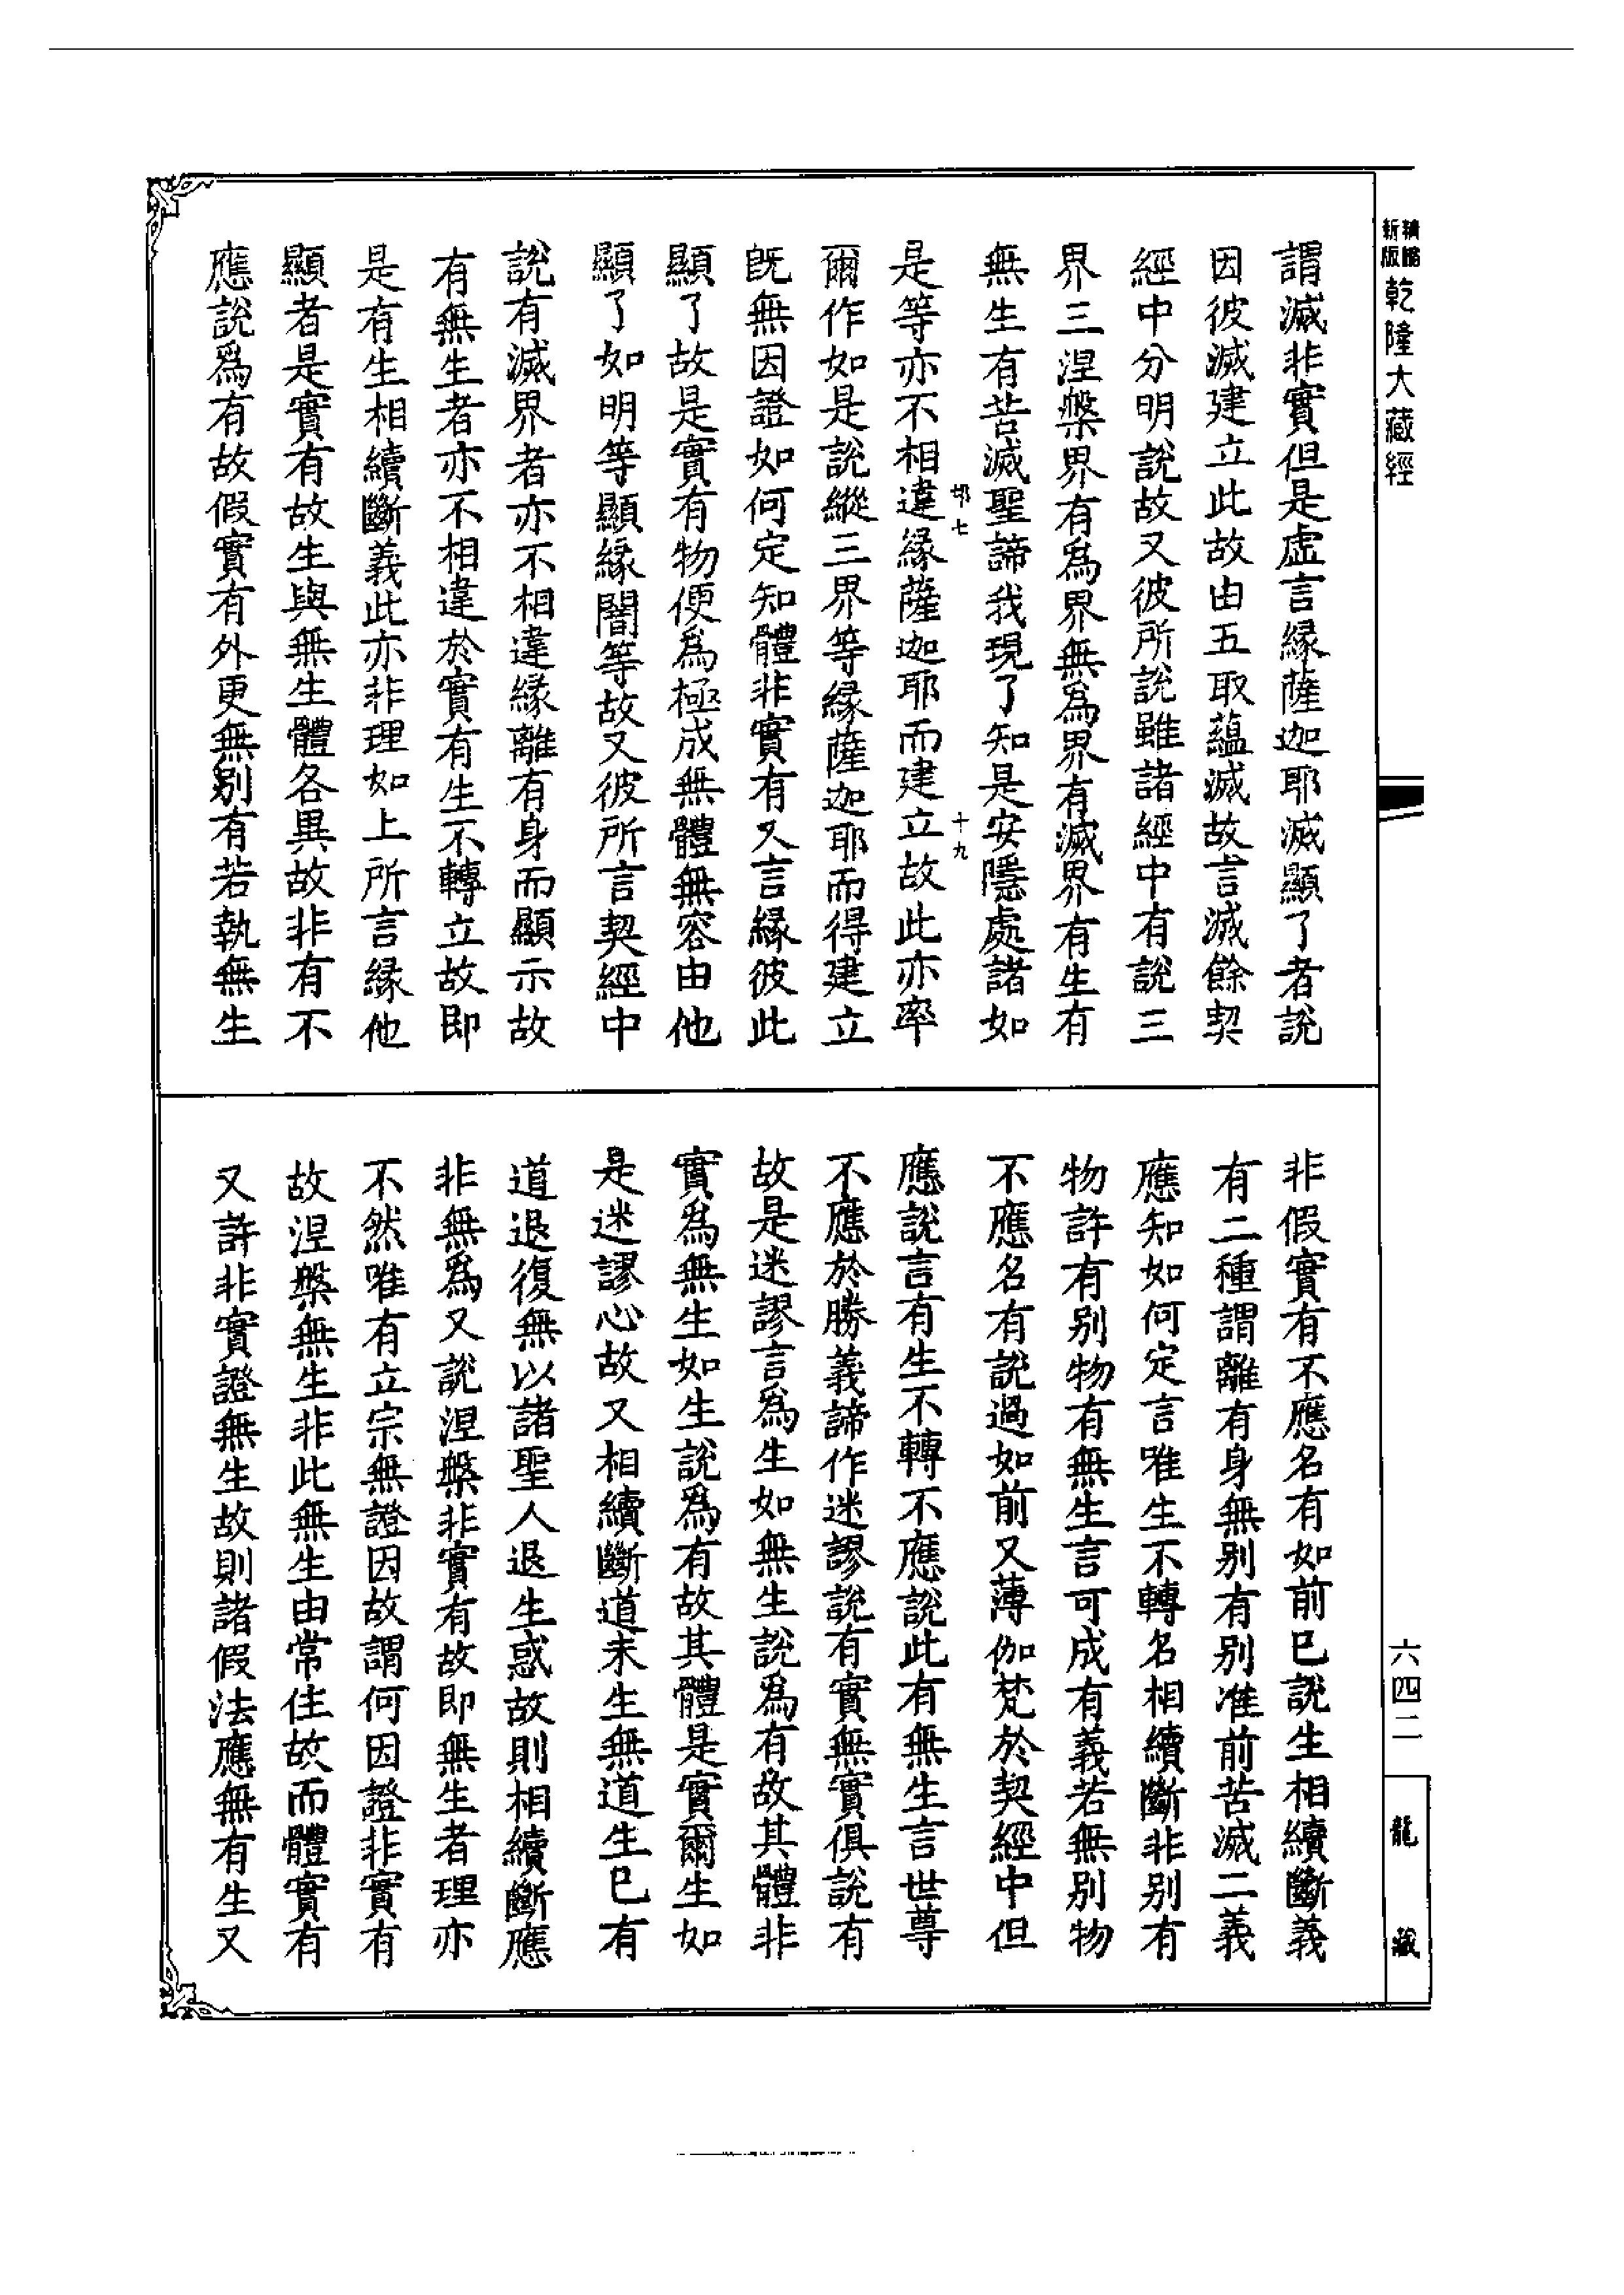 新編
新版
乾隆大藏經
謂滅非實但是虛言緣薩迦耶滅顯了者說
因彼滅建立此故由五取蘊滅故言滅餘契
經中分明說故又彼所說雖諸經中有說三
界三涅槃界有為界無為界有滅界有生有
無生有苦滅聖諦我現了知是安隱處諸如
邶七
十九
是等亦不相違緣薩迦耶而建立故此亦率
爾作如是說縱三界等緣薩迦耶而得建立
旣無因證如何定知體非實有又言緣彼此
顯了故是實有物便為極成無體無容由他
顯了如明等顯緣闇等故又彼所言契經中
說有滅界者亦不相違緣離有身而顯示故
有無生者亦不相違於實有生不轉立故即
是有生相續斷義此亦非理如上所言緣他
顯者是實有故生與無生體各異故非有不
應說為有故假實有外更無別有若執無生
非假實有不應名有如前已說生相續斷義
有二種謂離有身無別有別准前苦滅二義
應知如何定言唯生不轉名相續斷非別有
物許有別物有無生言可成有義若無別物
不應名有說過如前又薄伽梵於契經中但
應說言有生不轉不應說此有無生言世尊
不應於勝義諦作迷謬說有實無實俱說有
故是迷謬言為生如無生說為有故其體非
實為無生如生說為有故其體是實爾生如
是迷謬心故又相續斷道未生無道生已有
道退復無以諸聖人退生惑故則相續斷應
非無為又說涅槃非實有故即無生者理亦
不然唯有立宗無證因故謂何因證非實有
故涅槃無生非此無生由常住故而體實有
又許非實證無生故則諸假法應無有生又
六四二
龍藏